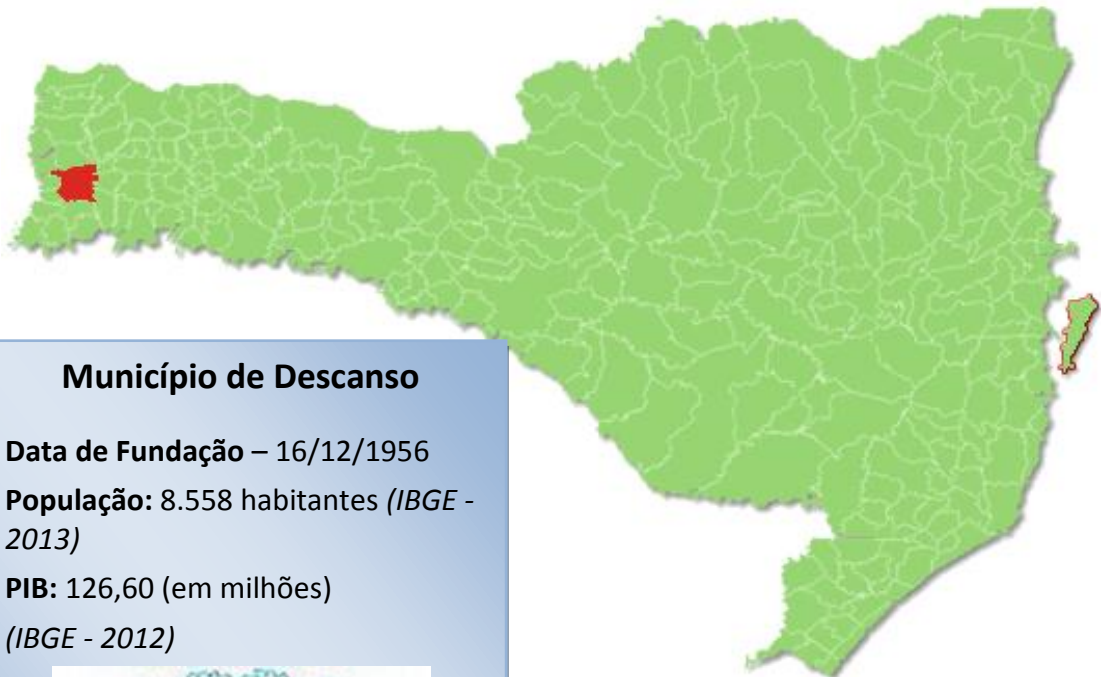 Município de Descanso
Data de Fundação – 16/12/1956
População: 8.558 habitantes (IBGE -
2013)
PIB: 126,60 (em milhões)
(IBGE - 2012)